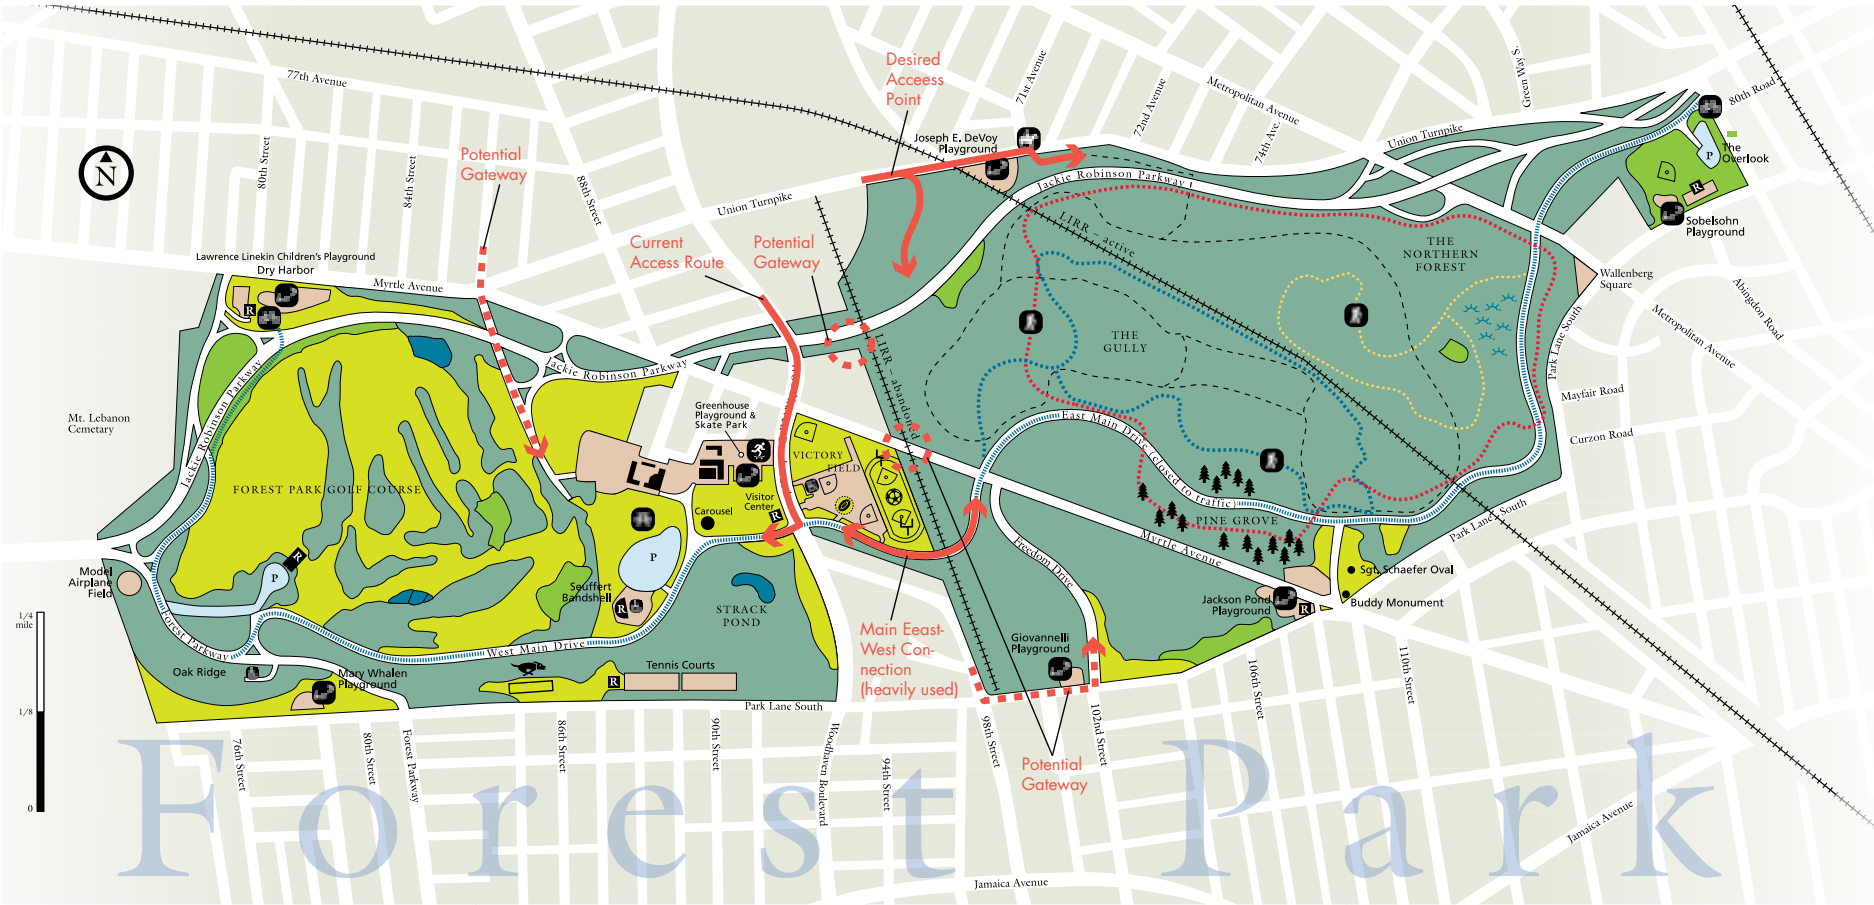 77th Avenue
80th Street
84th Street
88th Street
N
Potential
Gateway
Desired
Acceess
Point
Joseph E. DeVoy
Playground
71st Avenue
72nd Avenue
74th Ave.
Metropolitan Avenue
Union Turnpike
Green Way S.
80th Road
P
The
Overlook
R
Sobelsohn
Playground
Union Turnpike
Jackie Robinson Parkway
LIRR – active
THE
NORTHERN
FOREST
Wallenberg
Square
Abingdon Road
Metropolitan Avenue
Park Lane South
Mayfair Road
Curzon Road
Current
Access Route
Potential
Gateway
Lawrence Linekin Children's Playground
Dry Harbor
R
Myrtle Avenue
Jackie Robinson Parkway
Jackie Robinson Parkway
LIRR – abandoned
THE
GULLY
Mt. Lebanon
Cemetary
FOREST PARK GOLF COURSE
Greenhouse
Playground &
Skate Park
VICTORY
FIELD
Visitor
Center
R
Carousel
East Main Drive (closed to traffic)
PINE GROVE
Park Lane South
Myrtle Avenue
Freedom Drive
Model
Airplane
Field
R
P
P
Seuffert
Bandshell
R
STRACK
POND
Sgt. Schaefer Oval
Buddy Monument
Jackson Pond
Playground
R
1/4
mile
1/8
0
Forest Parkway
West Main Drive
Oak Ridge
Mary Whalen
Playground
R
Tennis Courts
Main Eeast-
West Con-
nection
(heavily used)
Giovannelli
Playground
Park Lane South
76th Street
80th Street
Forest Parkway
86th Street
90th Street
Woodhaven Boulevard
94th Street
98th Street
102nd Street
106th Street
110th Street
Potential
Gateway
Jamaica Avenue
Jamaica Avenue
Forest Park